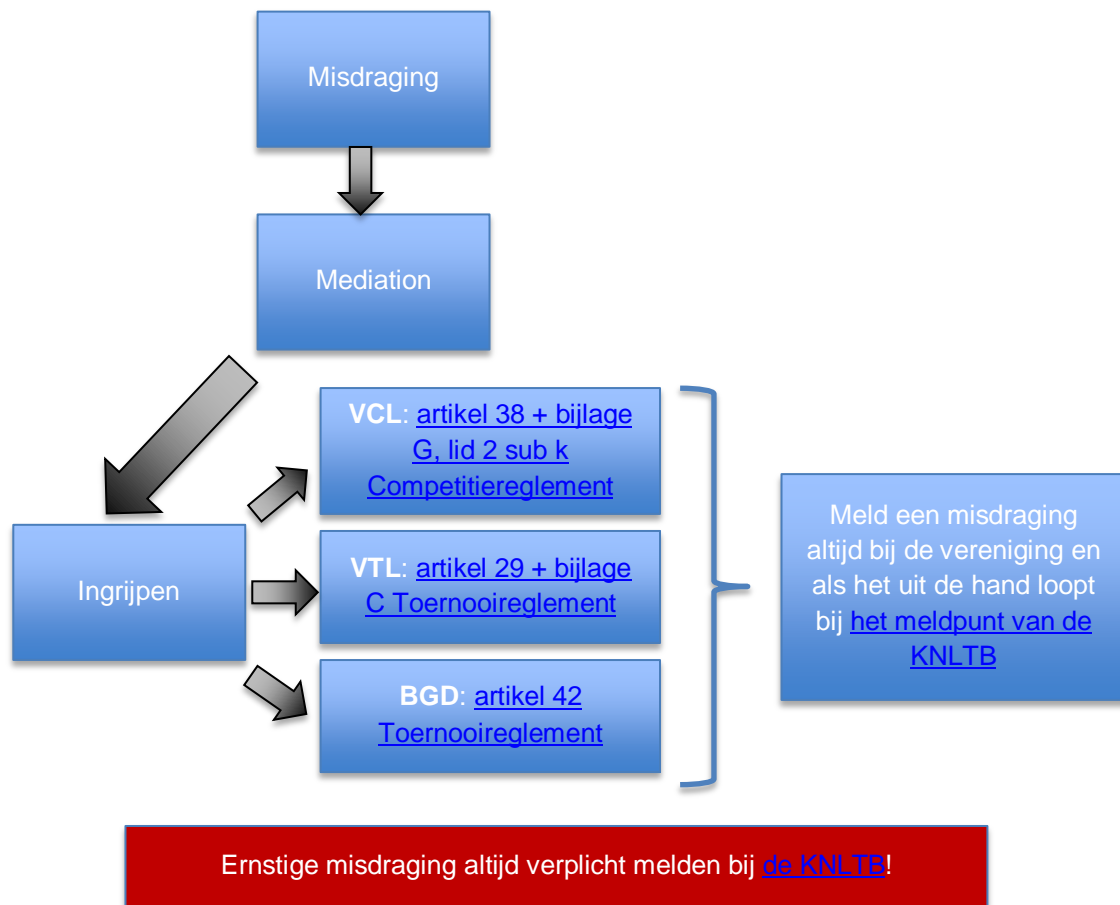 Misdraging
Mediation
VCL: artikel 38 + bijlage
G, lid 2 sub k
Competitiereglement
Ingrijpen
VTL: artikel 29 + bijlage
C Toernooireglement
BGD: artikel 42
Toernooireglement
Meld een misdraging
altijd bij de vereniging en
als het uit de hand loopt
bij het meldpunt van de
KNLTB
Ernstige misdraging altijd verplicht melden bij de KNLTB!